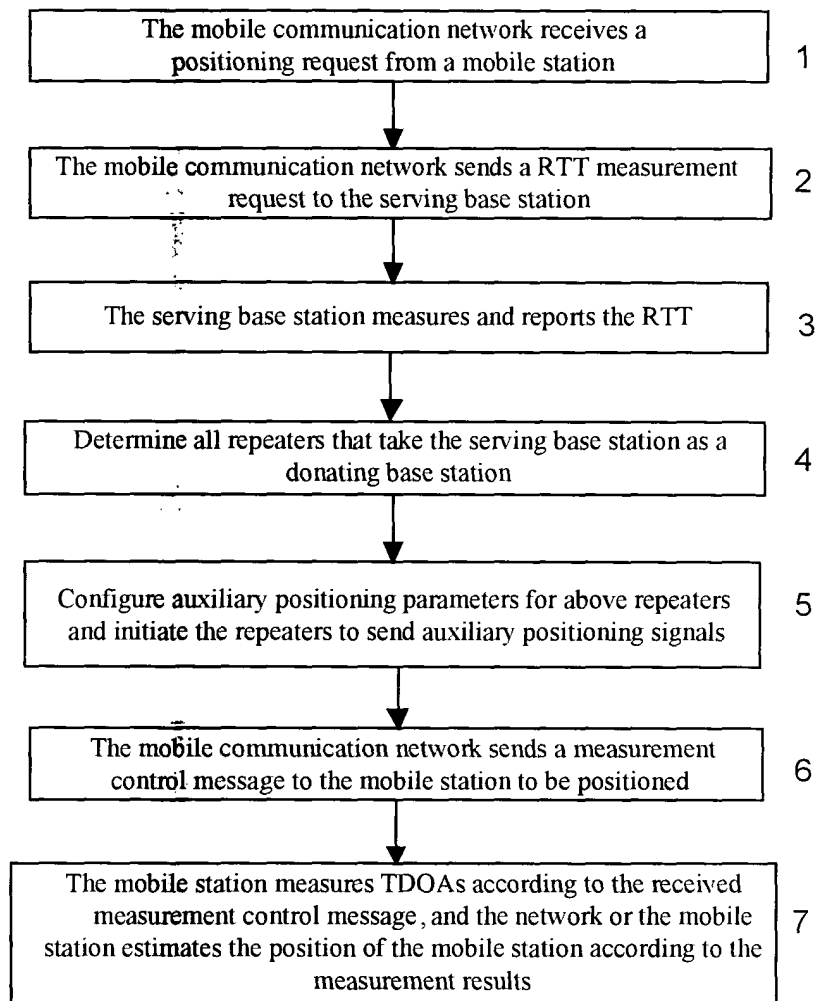 The mobile communication network receives a
positioning request from a mobile station
1
The mobile communication network sends a RTT measurement
request to the serving base station
2
The serving base station measures and reports the RTT
3
Determine all repeaters that take the serving base station as a
donating base station
4
Configure auxiliary positioning parameters for above repeaters
and initiate the repeaters to send auxiliary positioning signals
5
The mobile communication network sends a measurement
control message to the mobile station to be positioned
6
The mobile station measures TDOAs according to the received
measurement control message, and the network or the mobile
station estimates the position of the mobile station according to the
measurement results
7